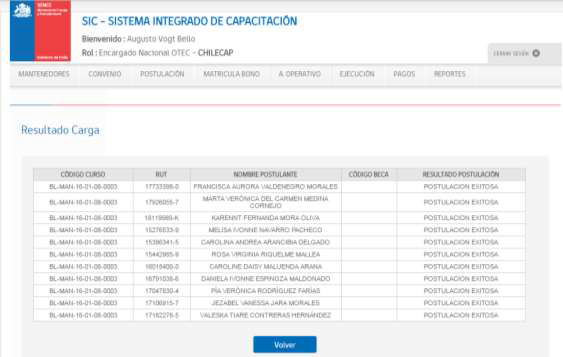 SENCE
SIC – SISTEMA INTEGRADO DE CAPACITACIÓN
Bienvenido : Augusto Vogt Bello
Rol : Encargado Nacional OTEC - CHILECAP
CERRAR SESIÓN
MANTENEDORES CONVENIO POSTULACIÓN MATRICULA BONO A. OPERATIVO EJECUCIÓN PAGOS REPORTES
Resultado Carga
CÓDIGO CURSO RUT NOMBRE POSTULANTE CÓDIGO BECA RESULTADO POSTULACIÓN
BL-MAN-16-01-08-0003 17733398-0 FRANCISCA AURORA VALDENEGRO MORALES POSTULACION EXITOSA
BL-MAN-16-01-08-0003 17926055-7 MARTA VERÓNICA DEL CARMEN MEDINA CORNEJO POSTULACION EXITOSA
BL-MAN-16-01-08-0003 18119989-K KARENNT FERNANDA MORA OLIVA POSTULACION EXITOSA
BL-MAN-16-01-08-0003 15276533-9 MELISA IVONNE NAVARRO PACHECO POSTULACION EXITOSA
BL-MAN-16-01-08-0003 15396341-5 CAROLINA ANDREA ARANCIBIA DELGADO POSTULACION EXITOSA
BL-MAN-16-01-08-0003 15442965-9 ROSA VIRGINIA RIQUELME MALLEA POSTULACION EXITOSA
BL-MAN-16-01-08-0003 16018400-0 CAROLINE DAISY MALUENDA ARANA POSTULACION EXITOSA
BL-MAN-16-01-08-0003 16791039-6 DANIELA IVONNE ESPINOZA MALDONADO POSTULACION EXITOSA
BL-MAN-16-01-08-0003 17047830-4 PÍA VERÓNICA RODRÍGUEZ FARÍAS POSTULACION EXITOSA
BL-MAN-16-01-08-0003 17106915-7 JEZABEL VANESSA JARA MORALES POSTULACION EXITOSA
BL-MAN-16-01-08-0003 17182278-5 VALESKA TIARE CONTRERAS HERNÁNDEZ POSTULACION EXITOSA
Volver